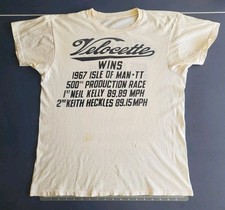 Velocette
WINS
1967 ISLE OF MAN-TT
500cc PRODUCTION RACE
1st NEIL KELLY 89.89 MPH
2nd KEITH HECKLES 89.15 MPH